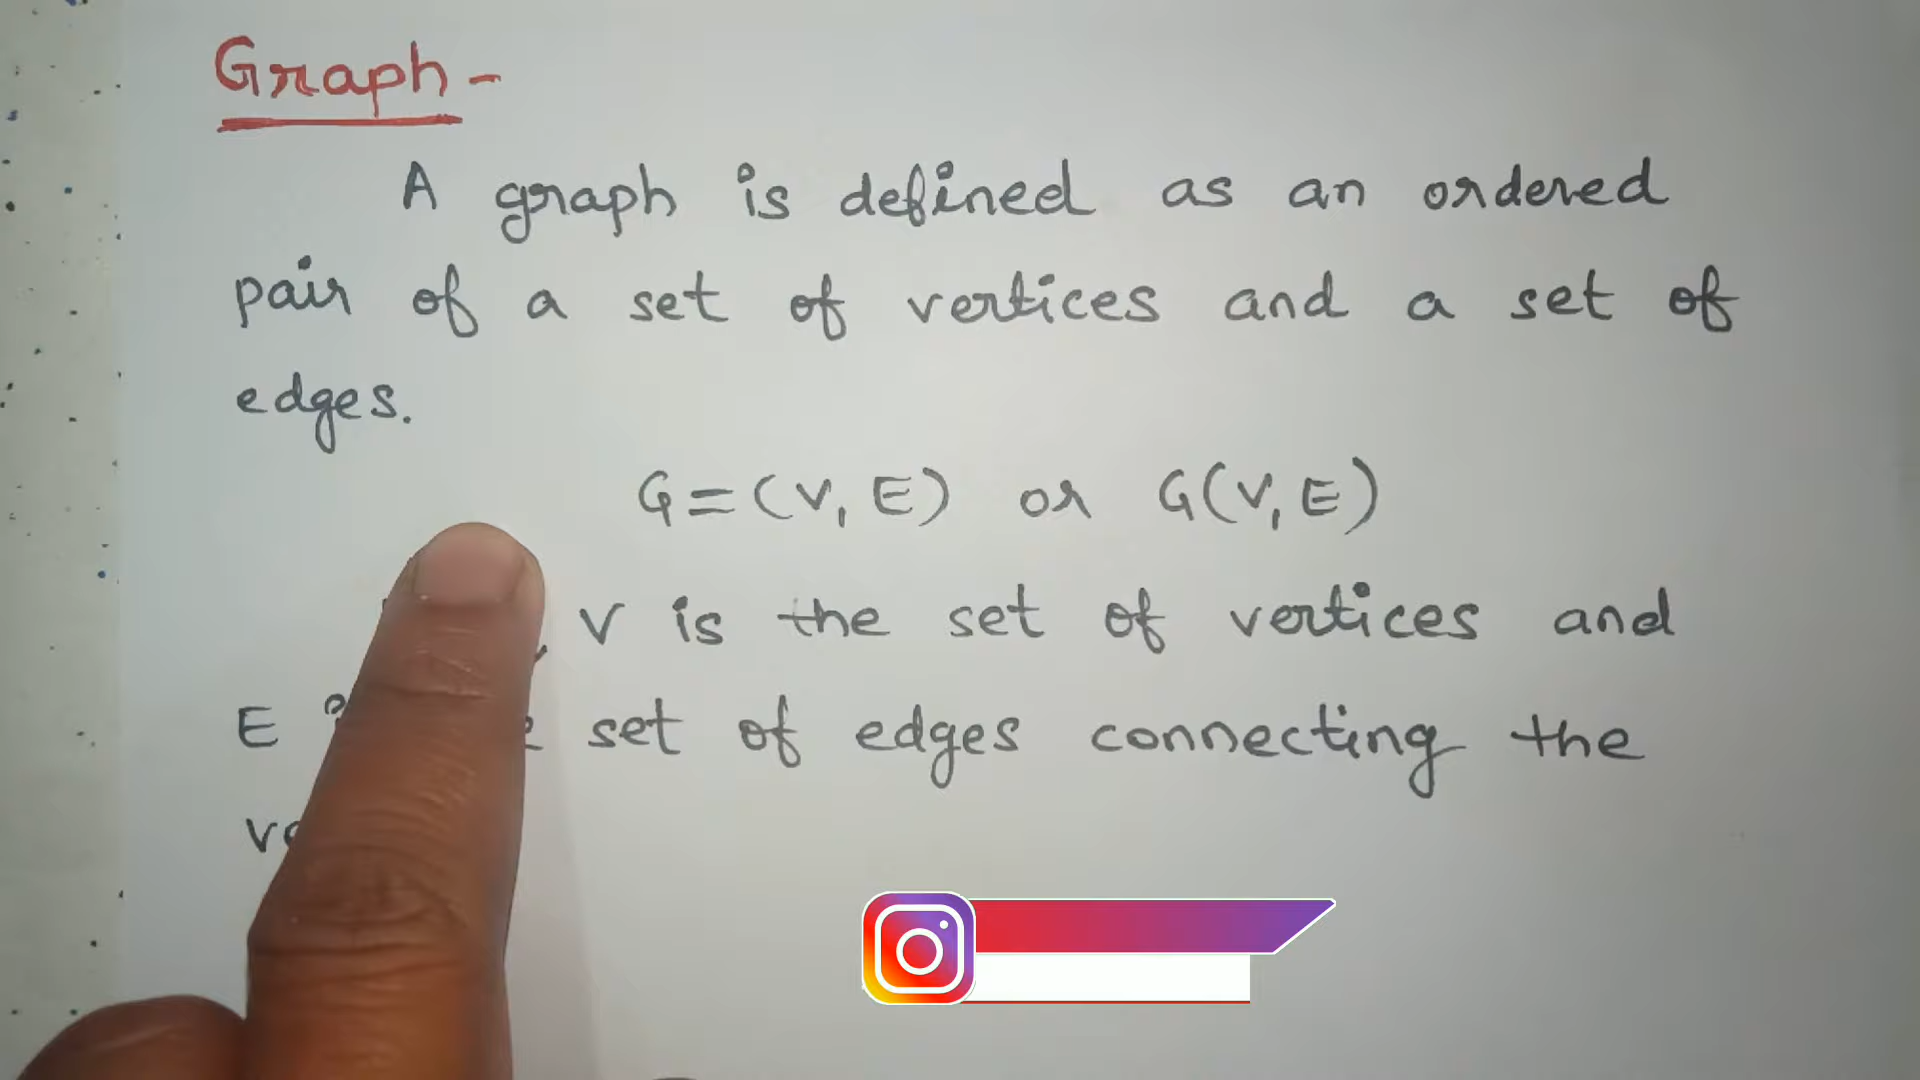 Graph -
A graph is defined as an ordered
pair of a set of vertices and a set of
edges.
G = (V, E) or G(V, E)
V is the set of vertices and
E set of edges connecting the